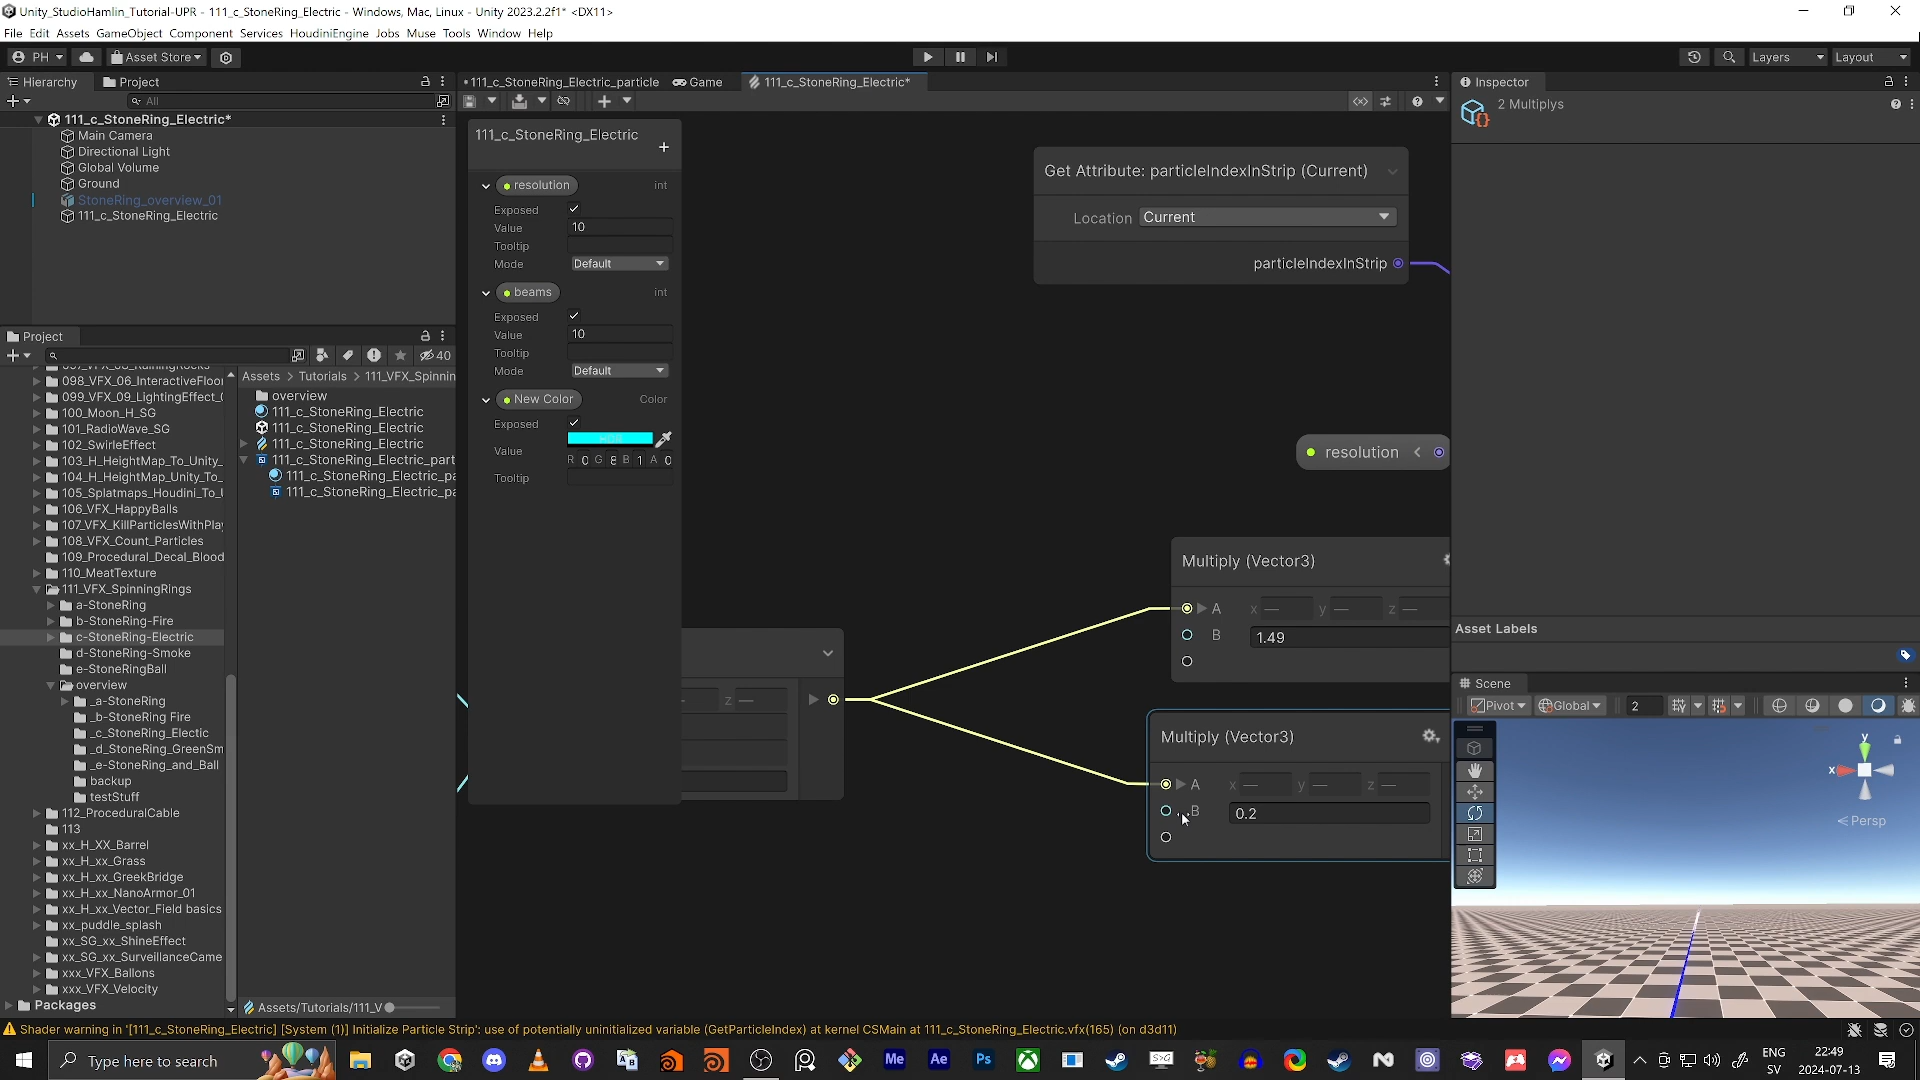 Unity_StudioHamlin_Tutorial-UPR - 111_c_StoneRing_Electric - Windows, Mac, Linux - Unity 2023.2.2f1* <DX11>
File Edit Assets GameObject Component Services HoudiniEngine Jobs Muse Tools Window Help
PH Asset Store Layers Layout
Hierarchy Project
All
111_c_StoneRing_Electric*
Main Camera
Directional Light
Global Volume
Ground
StoneRing_overview_01
111_c_StoneRing_Electric
111_c_StoneRing_Electric_particle Game 111_c_StoneRing_Electric*
111_c_StoneRing_Electric
resolution int
Exposed
Value 10
Tooltip
Mode Default
beams int
Exposed
Value 10
Tooltip
Mode Default
New Color Color
Exposed
Value
R 0 G 8 B 1 A 0
Tooltip
Get Attribute: particleIndexInStrip (Current)
Location Current
particleIndexInStrip
resolution
Multiply (Vector3)
A x — y — z —
B 1.49
z —
Multiply (Vector3)
A x — y — z —
B 0.2
Inspector
2 Multiplys
Asset Labels
Scene
Pivot Global 2
y
x
Persp
Project
40
098_VFX_06_InteractiveFloor
099_VFX_09_LightingEffect_
100_Moon_H_SG
101_RadioWave_SG
102_SwirleEffect
103_H_HeightMap_To_Unity_
104_H_HeightMap_Unity_To_
105_Splatmaps_Houdini_To_
106_VFX_HappyBalls
107_VFX_KillParticlesWithPla
108_VFX_Count_Particles
109_Procedural_Decal_Blood
110_MeatTexture
111_VFX_SpinningRings
a-StoneRing
b-StoneRing-Fire
c-StoneRing-Electric
d-StoneRing-Smoke
e-StoneRingBall
overview
_a-StoneRing
_b-StoneRing Fire
_c_StoneRing_Electic
_d_StoneRing_GreenSm
_e-StoneRing_and_Ball
backup
testStuff
112_ProceduralCable
113
xx_H_XX_Barrel
xx_H_xx_Grass
xx_H_xx_GreekBridge
xx_H_xx_NanoArmor_01
xx_H_xx_Vector_Field basics
xx_puddle_splash
xx_SG_xx_ShineEffect
xx_SG_xx_SurveillanceCame
xxx_VFX_Ballons
xxx_VFX_Velocity
Packages
Assets > Tutorials > 111_VFX_Spinnin
overview
111_c_StoneRing_Electric
111_c_StoneRing_Electric
111_c_StoneRing_Electric
111_c_StoneRing_Electric_part
111_c_StoneRing_Electric_pa
111_c_StoneRing_Electric_pa
Assets/Tutorials/111_V
Shader warning in '[111_c_StoneRing_Electric] [System (1)] Initialize Particle Strip': use of potentially uninitialized variable (GetParticleIndex) at kernel CSMain at 111_c_StoneRing_Electric.vfx(165) (on d3d11)
Type here to search
Me Ae Ps
ENG
SV
22:49
2024-07-13